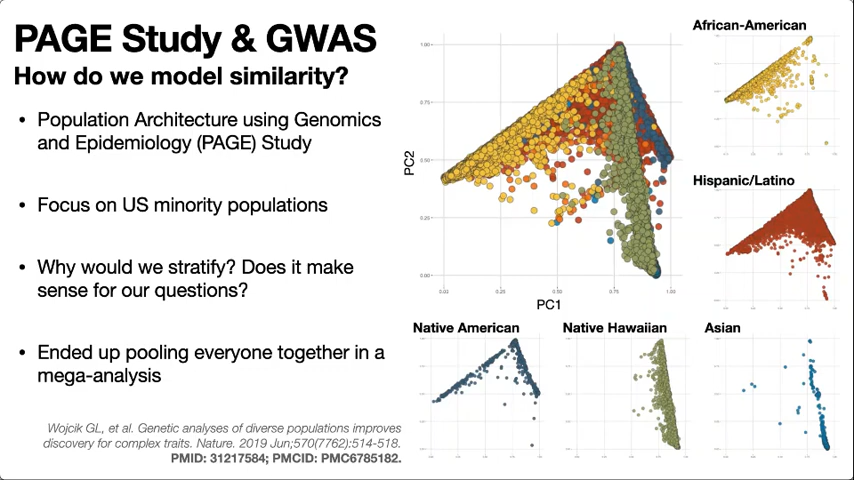 PAGE Study & GWAS
How do we model similarity?
• Population Architecture using Genomics
and Epidemiology (PAGE) Study
• Focus on US minority populations
• Why would we stratify? Does it make
sense for our questions?
• Ended up pooling everyone together in a
mega-analysis
Wojcik GL, et al. Genetic analyses of diverse populations improves
discovery for complex traits. Nature. 2019 Jun;570(7762):514-518.
PMID: 31217584; PMCID: PMC6785182.
PC2
1.00
0.75
0.50
0.25
0.00
0.25
0.50
0.75
1.00
PC1
African-American
Hispanic/Latino
Native American
Native Hawaiian
Asian